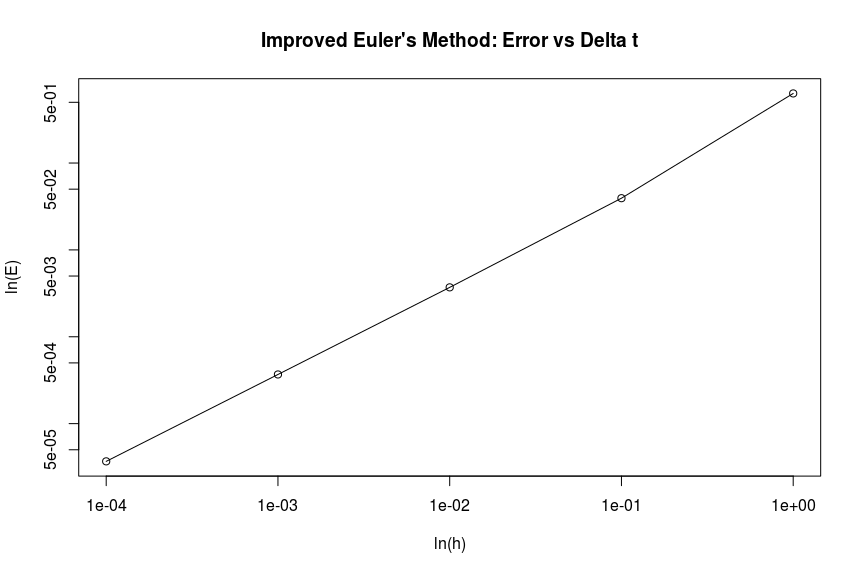 Improved Euler's Method: Error vs Delta t
5e-01
5e-02
5e-03
5e-04
5e-05
ln(E)
1e-04 1e-03 1e-02 1e-01 1e+00
ln(h)